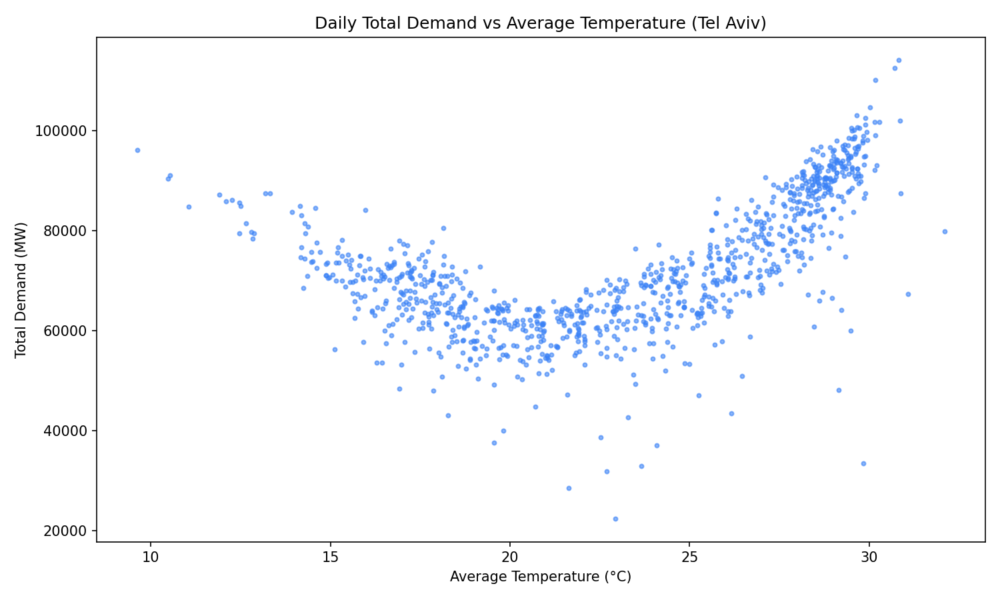 Daily Total Demand vs Average Temperature (Tel Aviv)
Total Demand (MW)
100000
80000
60000
40000
20000
10 15 20 25 30
Average Temperature (°C)